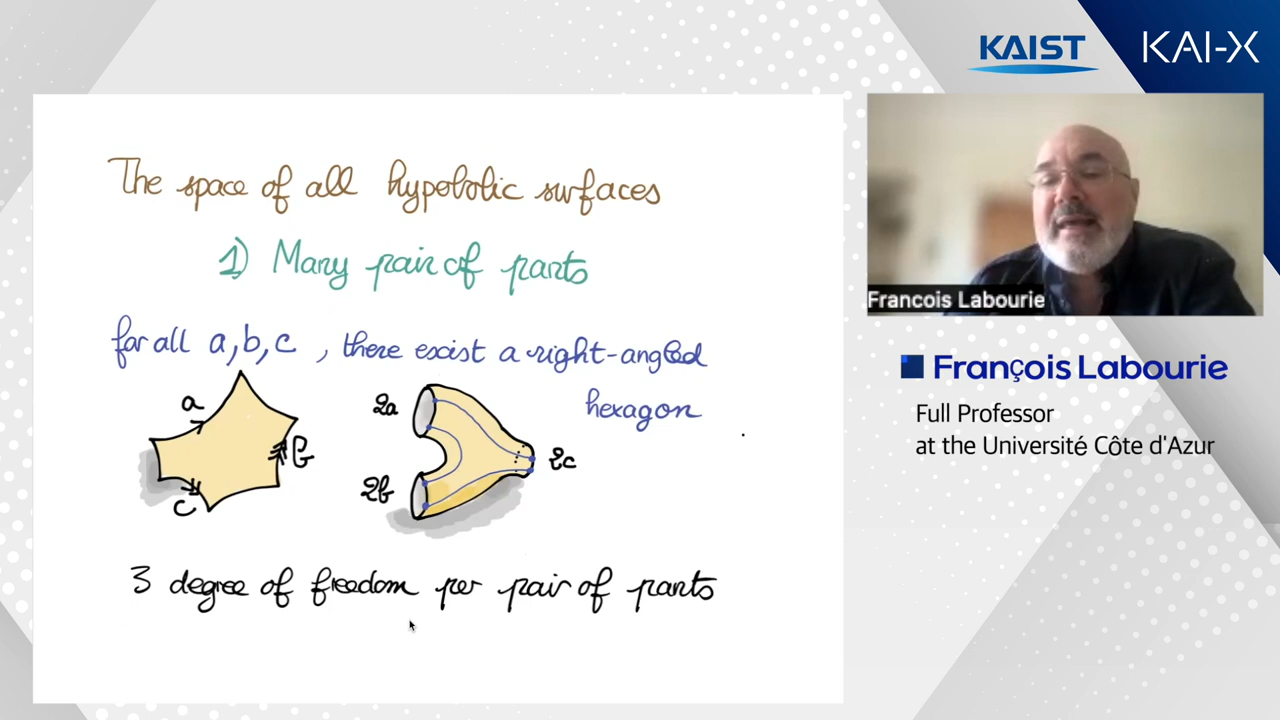 KAIST
KAI-X
The space of all hypobolic surfaces
1) Many pair of pants
for all a, b, c , there exist a right-angled
hexagon
a
b
c
2a
2b
2c
3 degree of freedom per pair of pants
Francois Labourie
François Labourie
Full Professor
at the Université Côte d'Azur